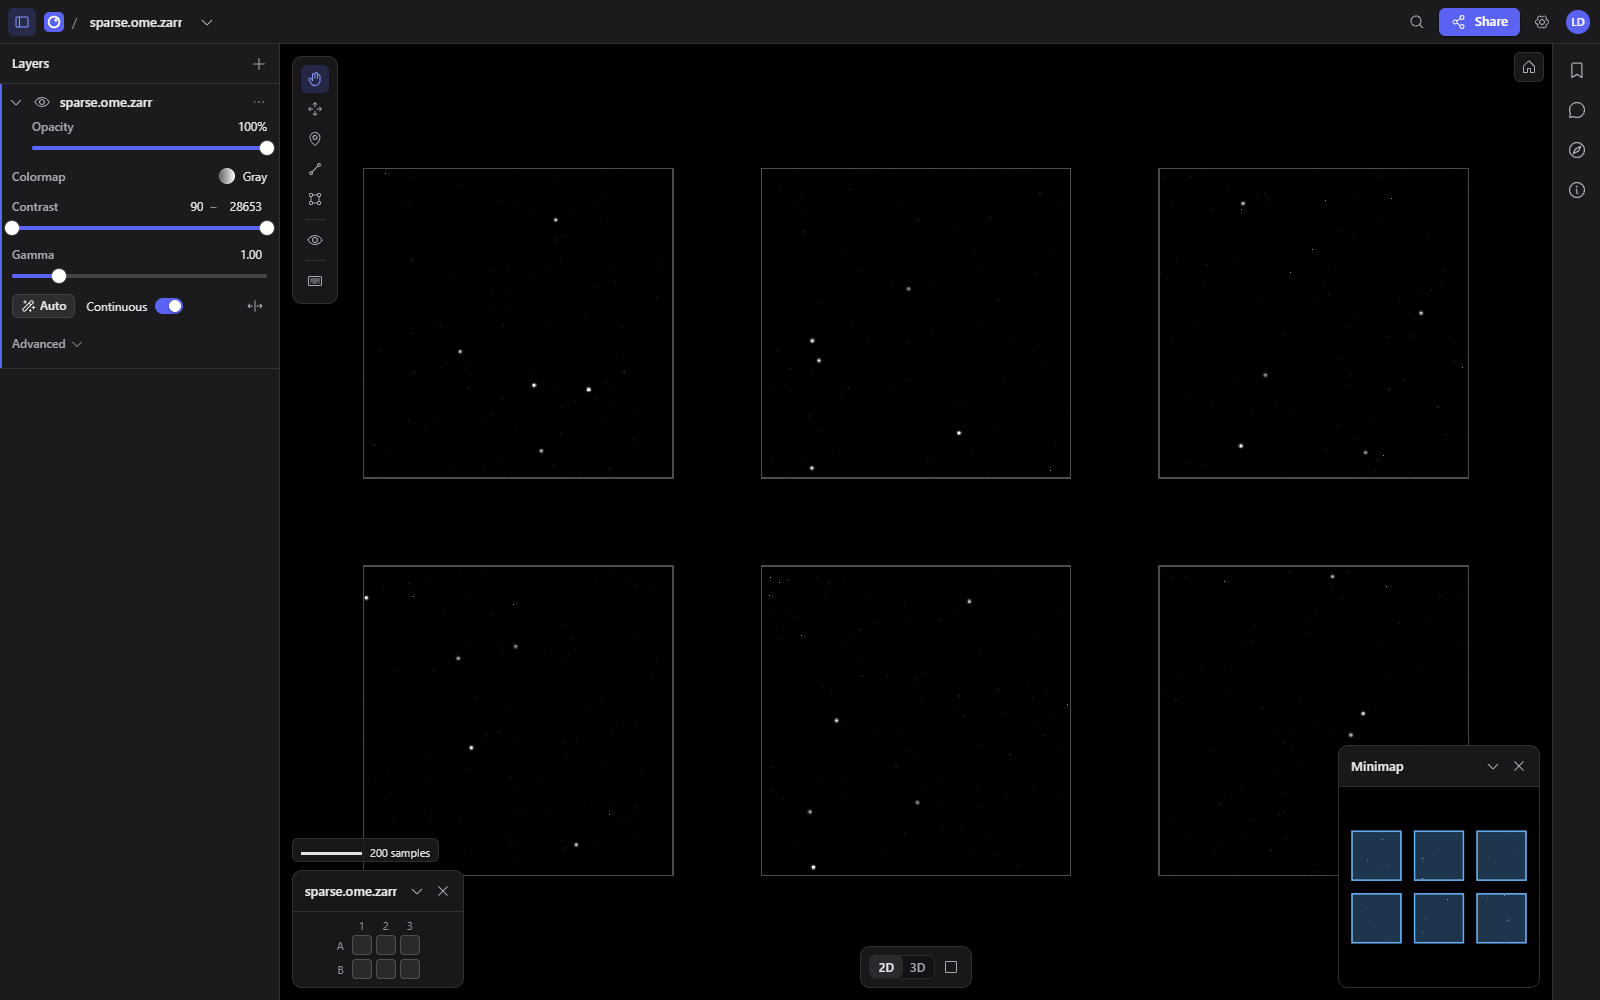 / sparse.ome.zarr
Share
LD
Layers
sparse.ome.zarr
Opacity 100%
Colormap Gray
Contrast 90 – 28653
Gamma 1.00
Auto Continuous
Advanced
200 samples
sparse.ome.zarr
1 2 3
A
B
2D 3D
Minimap